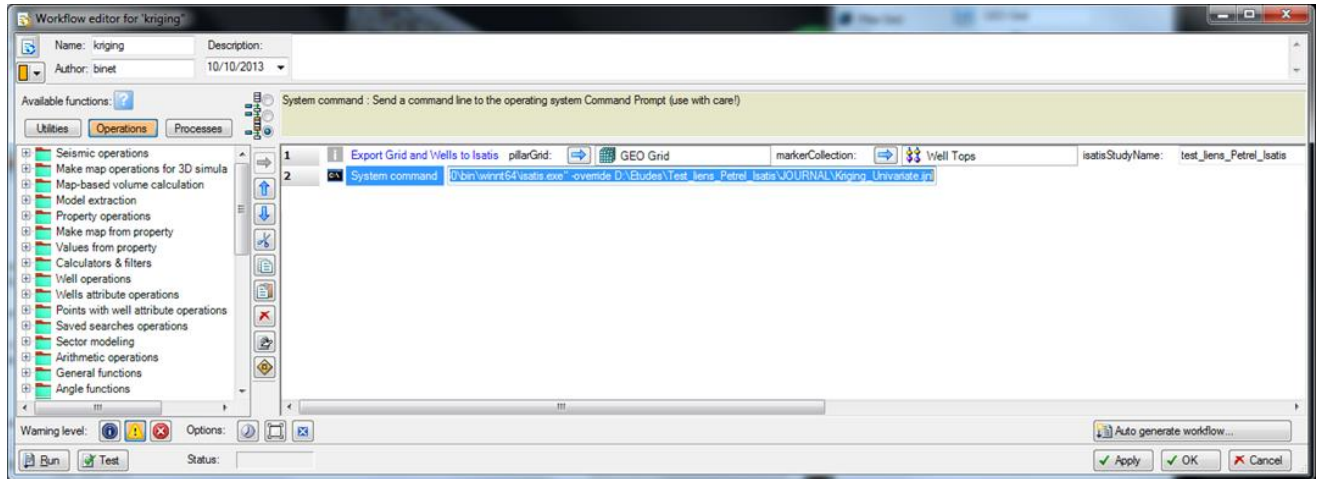 Workflow editor for 'kriging'
Name: kriging Description:
Author: binet 10/10/2013
Available functions:
System command : Send a command line to the operating system Command Prompt (use with care!)
Utilities Operations Processes
Seismic operations
Make map operations for 3D simula
Map-based volume calculation
Model extraction
Property operations
Make map from property
Values from property
Calculators & filters
Well operations
Wells attribute operations
Points with well attribute operations
Saved searches operations
Sector modeling
Arithmetic operations
General functions
Angle functions
1 Export Grid and Wells to Isatis pillarGrid: GEO Grid markerCollection: Well Tops isatisStudyName: test_liens_Petrel_Isatis
2 System command 0\bin\winnt64\isatis.exe" -override D:\Etudes\Test_liens_Petrel_Isatis\JOURNAL\Kriging_Univariate.ijnl
Warning level: Options: Auto generate workflow...
Run Test Status: Apply OK Cancel